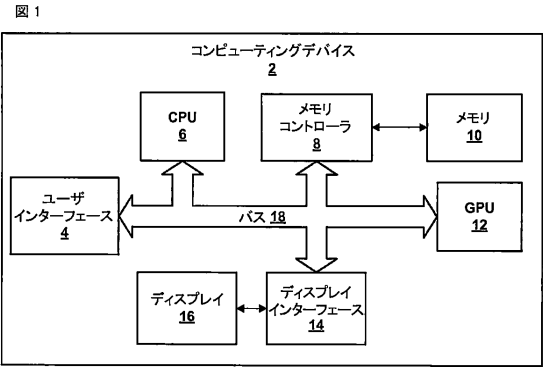 図 1
コンピューティングデバイス
2
CPU
6
メモリ
コントローラ
8
メモリ
10
ユーザ
インターフェース
4
バス 18
GPU
12
ディスプレイ
16
ディスプレイ
インターフェース
14